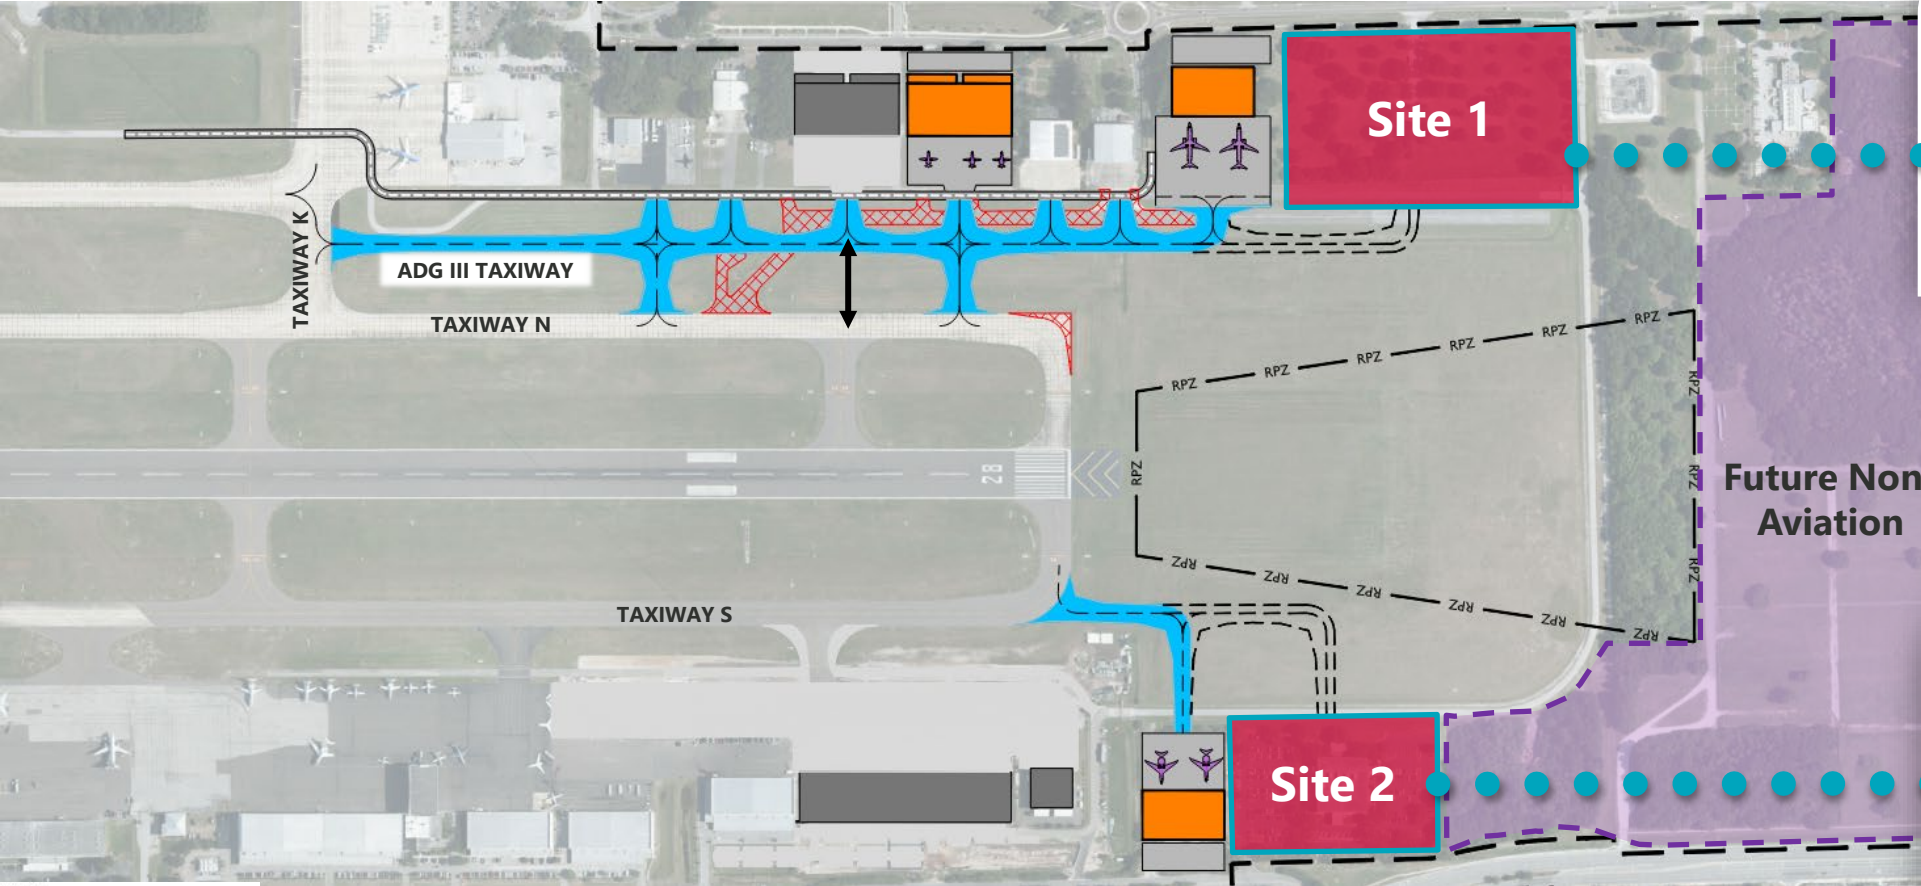 Site 1
TAXIWAY K
ADG III TAXIWAY
TAXIWAY N
RPZ
RPZ
RPZ
RPZ
RPZ
RPZ
RPZ
RPZ
RPZ
RPZ
28
Future Non
Aviation
RPZ
RPZ
RPZ
RPZ
RPZ
RPZ
TAXIWAY S
Site 2